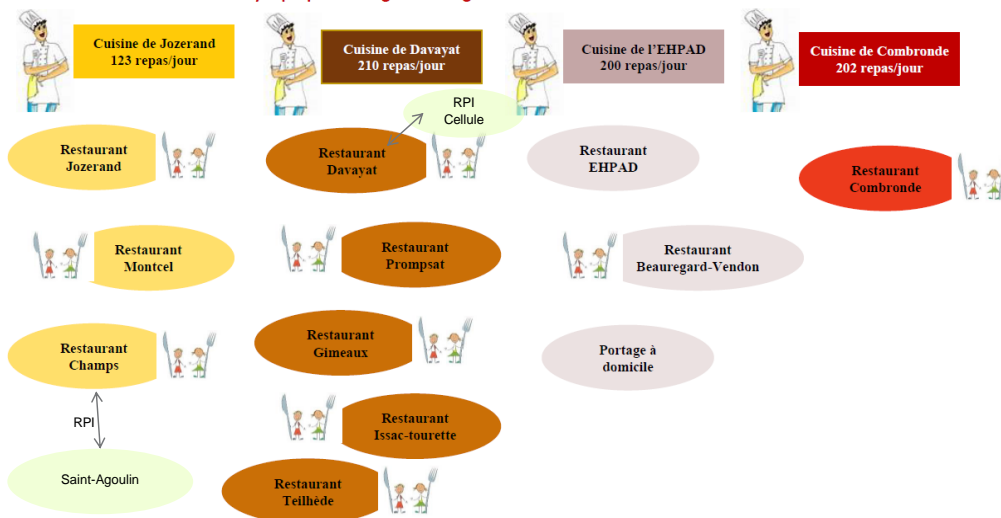 Cuisine de Jozerand
123 repas/jour
Cuisine de Davayat
210 repas/jour
Cuisine de l'EHPAD
200 repas/jour
Cuisine de Combronde
202 repas/jour
RPI
Cellule
Restaurant
Jozerand
Restaurant
Davayat
Restaurant
EHPAD
Restaurant
Combronde
Restaurant
Montcel
Restaurant
Prompsat
Restaurant
Beauregard-Vendon
Restaurant
Champs
Restaurant
Gimeaux
Portage à
domicile
RPI
Restaurant
Issac-tourette
Saint-Agoulin
Restaurant
Teilhède